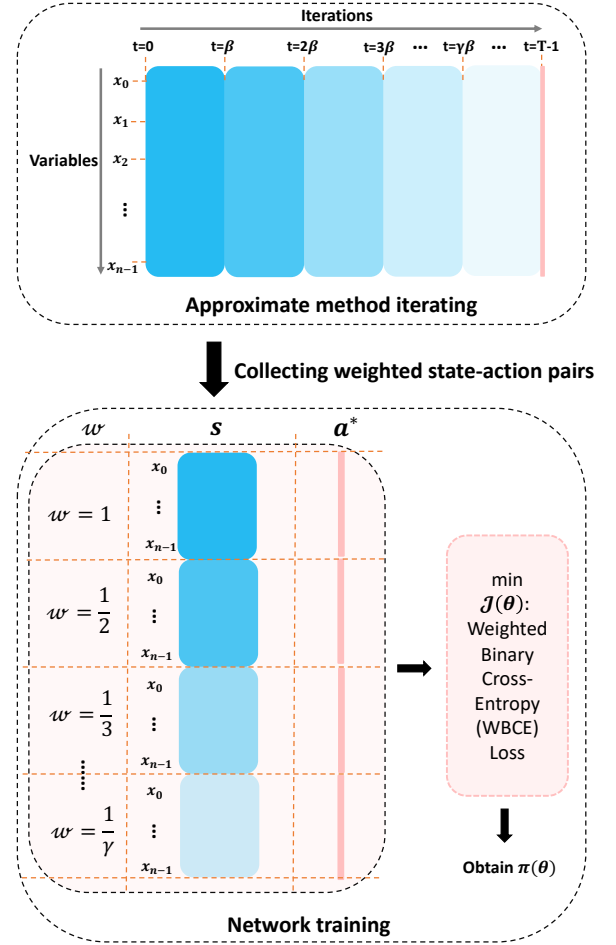 Iterations
t=0 t=β t=2β t=3β ... t=γβ ... t=T-1
x₀
x₁
Variables
x₂
⋮
xₙ₋₁
Approximate method iterating
Collecting weighted state-action pairs
w s a*
x₀
w = 1
⋮
xₙ₋₁
x₀
w = 1/2
⋮
xₙ₋₁
x₀
w = 1/3
⋮
xₙ₋₁
......
x₀
w = 1/γ
⋮
xₙ₋₁
min
𝒥(θ):
Weighted
Binary
Cross-
Entropy
(WBCE)
Loss
Obtain π(θ)
Network training